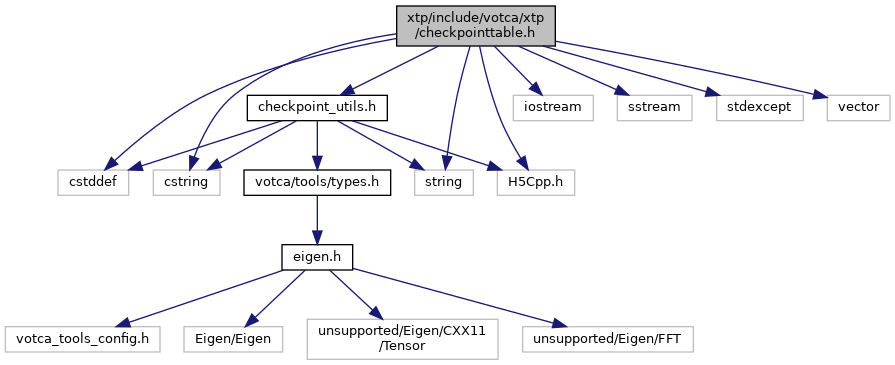 xtp/include/votca/xtp
/checkpointtable.h
checkpoint_utils.h
iostream
sstream
stdexcept
vector
cstddef
cstring
votca/tools/types.h
string
H5Cpp.h
eigen.h
votca_tools_config.h
Eigen/Eigen
unsupported/Eigen/CXX11
/Tensor
unsupported/Eigen/FFT